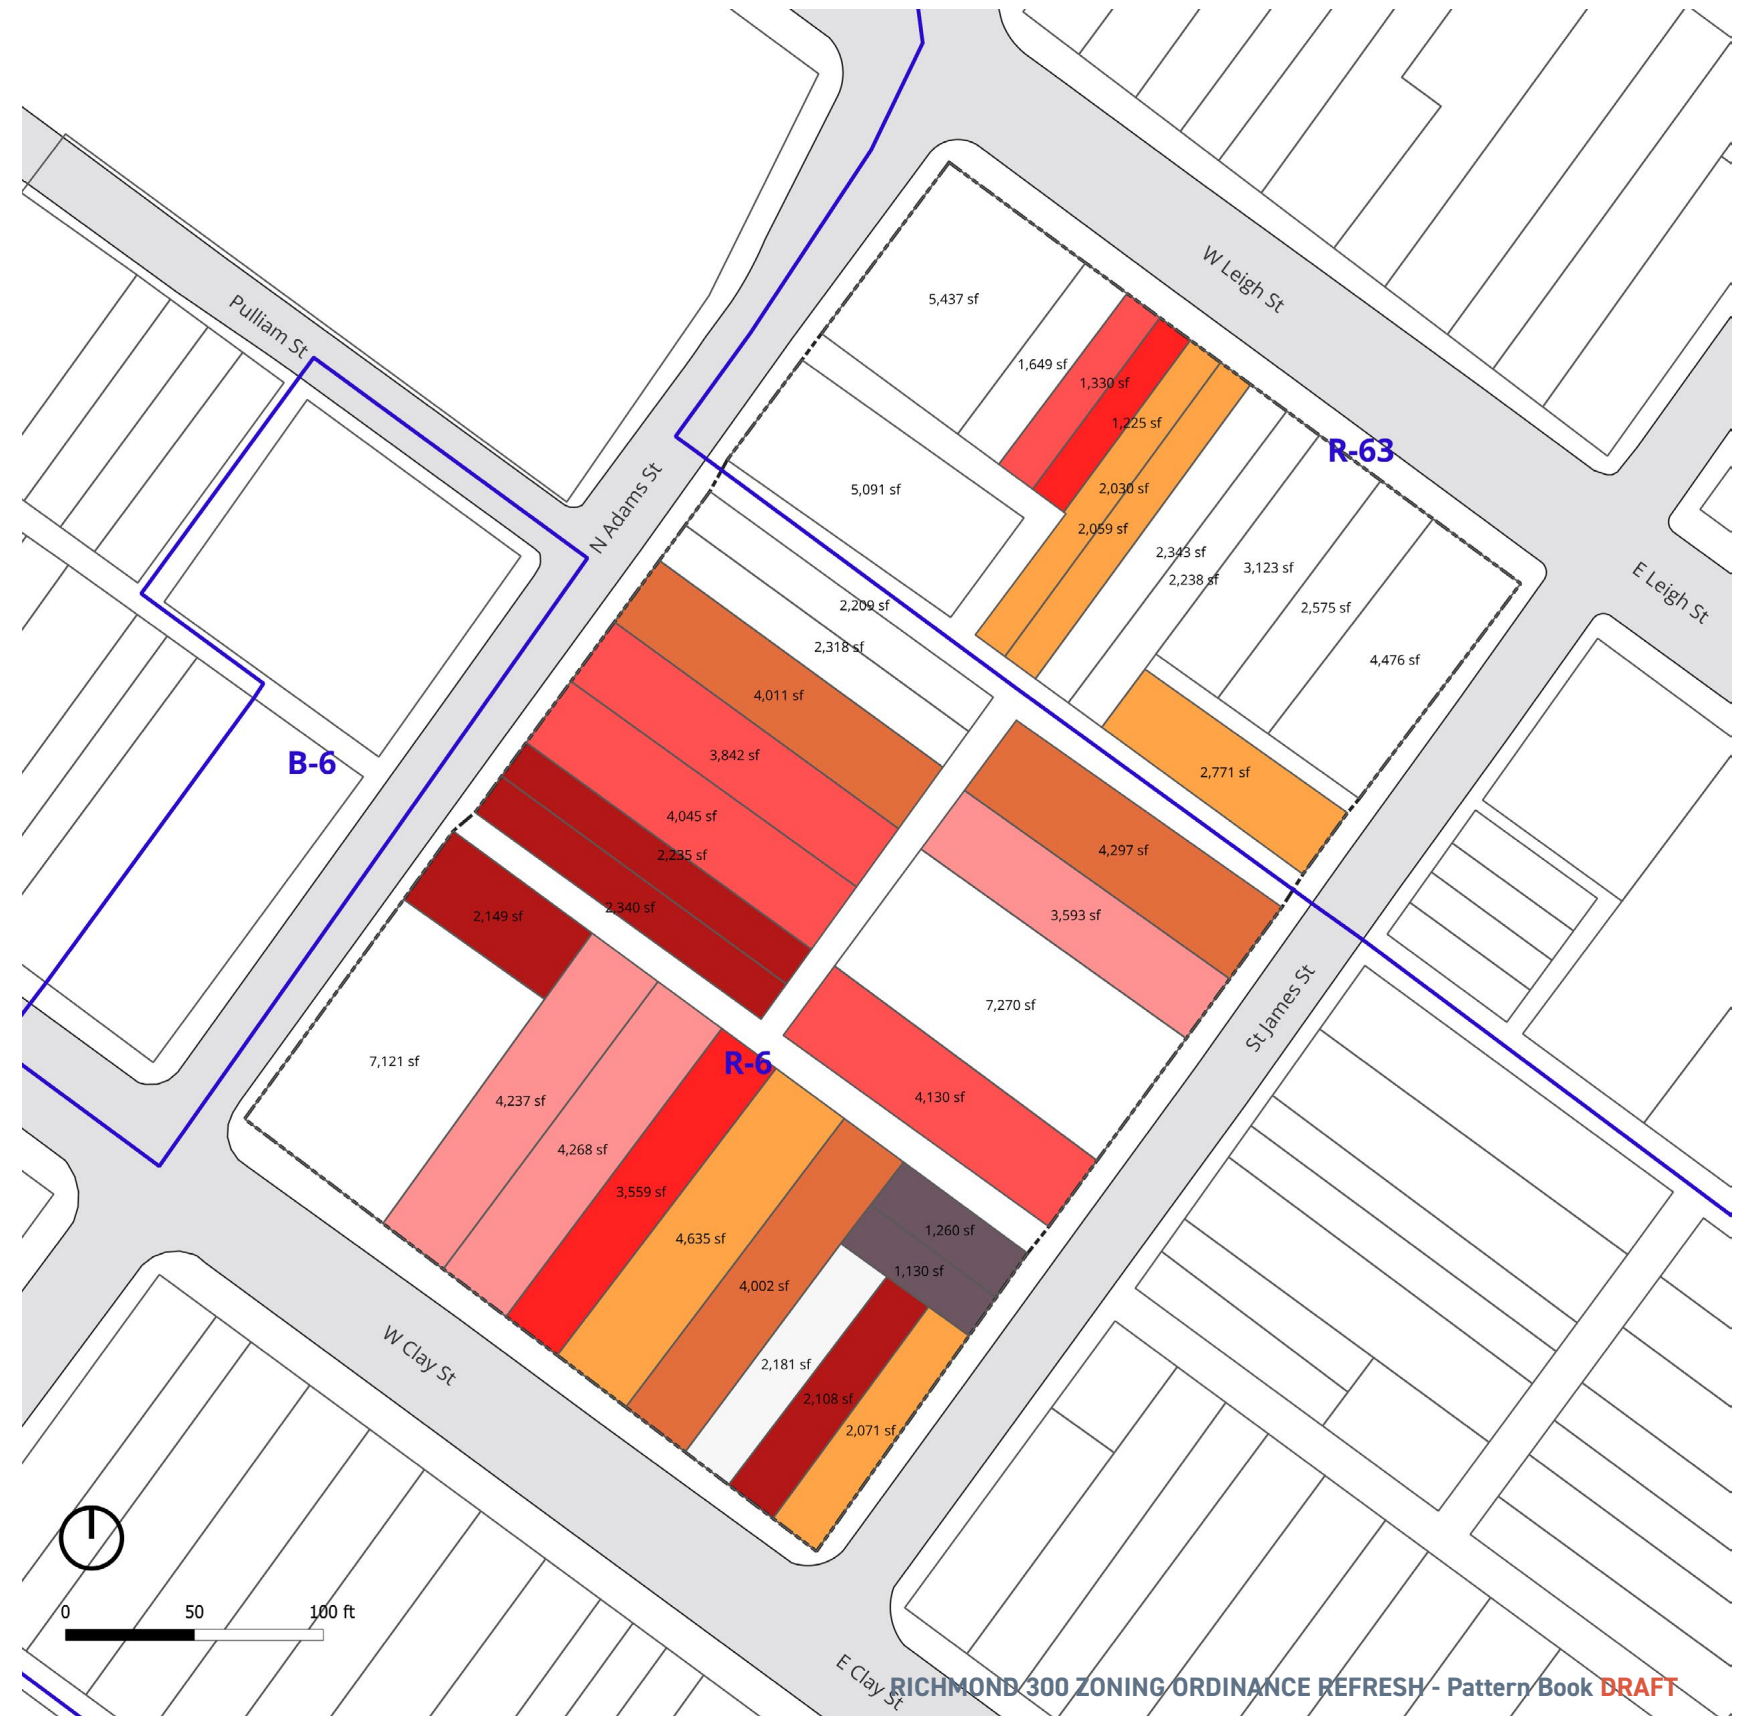 W Leigh St
5,437 sf
Pulliam St
1,649 sf
1,330 sf
1,225 sf
R-63
5,091 sf
2,030 sf
N Adams St
2,059 sf
2,343 sf
3,123 sf
2,238 sf
E Leigh St
2,209 sf
2,575 sf
2,318 sf
4,476 sf
4,011 sf
3,842 sf
B-6
2,771 sf
4,045 sf
4,297 sf
2,235 sf
2,340 sf
2,149 sf
3,593 sf
7,270 sf
St James St
7,121 sf
R-6
4,237 sf
4,130 sf
4,268 sf
3,559 sf
1,260 sf
4,635 sf
1,130 sf
4,002 sf
W Clay St
2,181 sf
2,108 sf
2,071 sf
0 50 100 ft
E Clay St
RICHMOND 300 ZONING ORDINANCE REFRESH - Pattern Book DRAFT